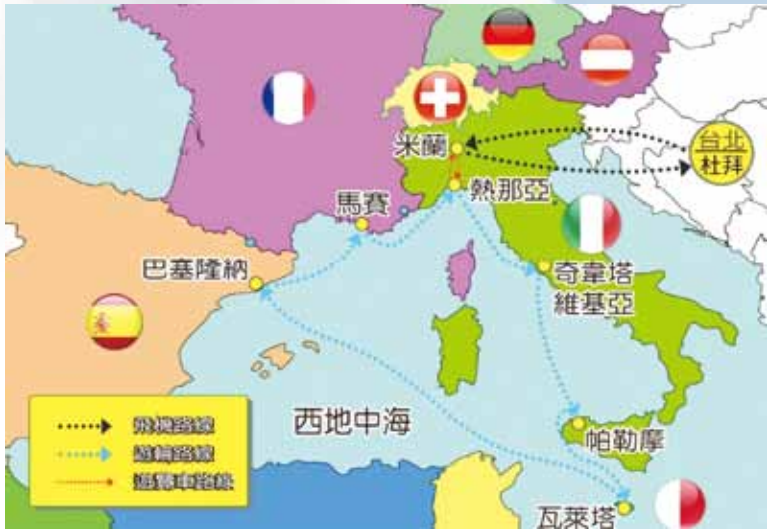 台北
杜拜
米蘭
熱那亞
馬賽
巴塞隆納
奇韋塔
維基亞
西地中海
帕勒摩
瓦萊塔
飛機路線
遊輪路線
遊覽車路線